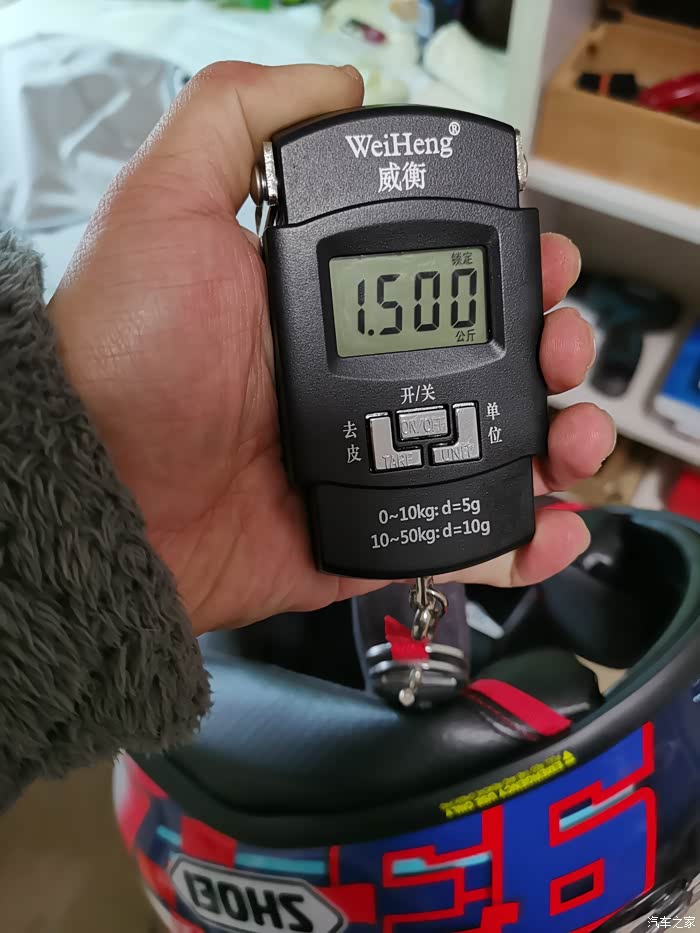 WeiHeng®
威衡
锁定
1.500
公斤
开/关
去皮
ON/OFF
单位
TARE
UNIT
0~10kg: d=5g
10~50kg: d=10g
SHOEI
汽车之家